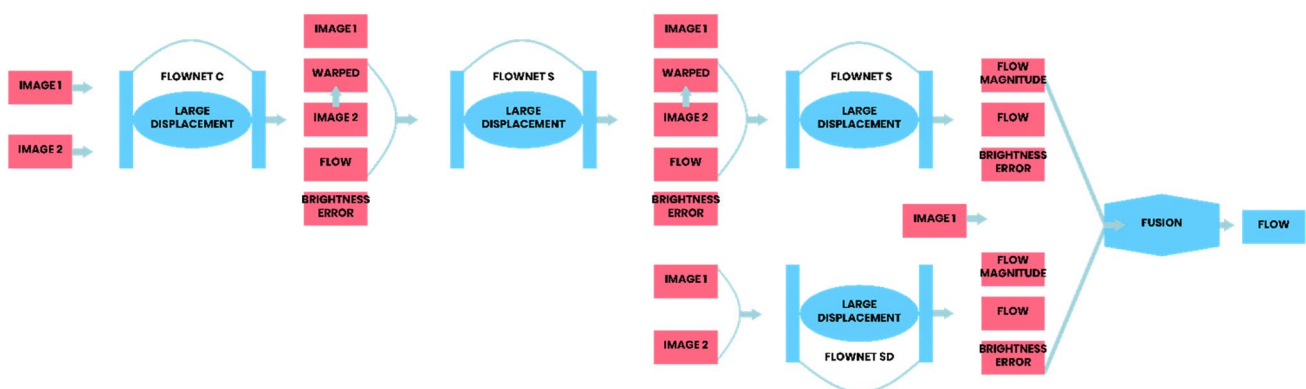 IMAGE 1
IMAGE 2
FLOWNET C
LARGE
DISPLACEMENT
IMAGE 1
WARPED
IMAGE 2
FLOW
BRIGHTNESS
ERROR
FLOWNET S
LARGE
DISPLACEMENT
IMAGE 1
WARPED
IMAGE 2
FLOW
BRIGHTNESS
ERROR
FLOWNET S
LARGE
DISPLACEMENT
FLOW
MAGNITUDE
FLOW
BRIGHTNESS
ERROR
IMAGE 1
IMAGE 1
IMAGE 2
LARGE
DISPLACEMENT
FLOWNET SD
FLOW
MAGNITUDE
FLOW
BRIGHTNESS
ERROR
FUSION
FLOW